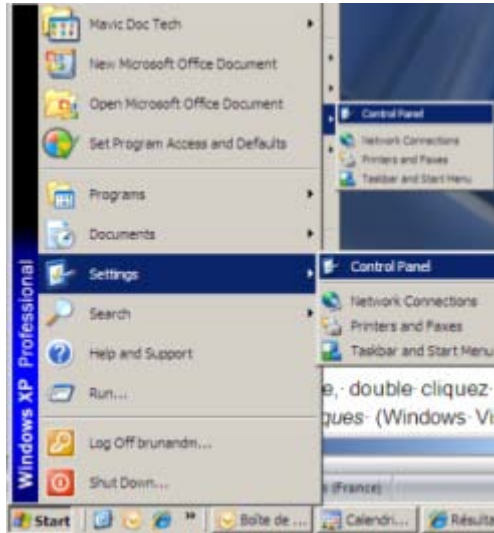 Mavic Doc Tech
New Microsoft Office Document
Open Microsoft Office Document
Set Program Access and Defaults
Programs
Documents
Settings
Search
Help and Support
Run...
Log Off brunandm...
Shut Down...
Windows XP Professional
Control Panel
Network Connections
Printers and Faxes
Taskbar and Start Menu
Control Panel
Network Connections
Printers and Faxes
Taskbar and Start Menu
e, double cliquez
ques (Windows Vi
(France)
Start
Boîte de ...
Calendri...
Résulta